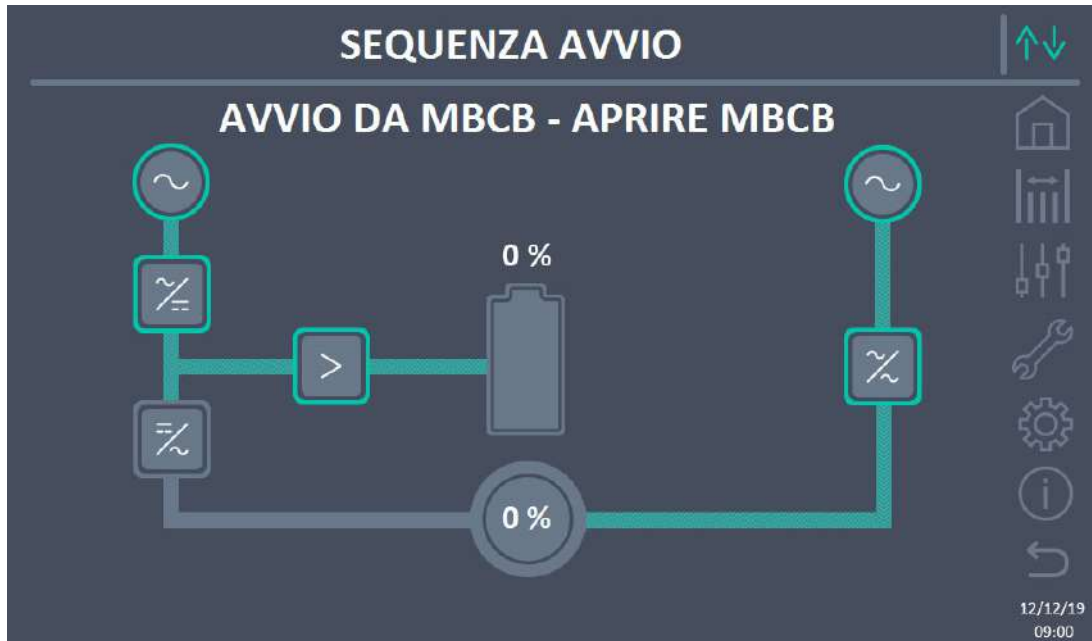 SEQUENZA AVVIO
AVVIO DA MBCB - APRIRE MBCB
0 %
0 %
12/12/19
09:00